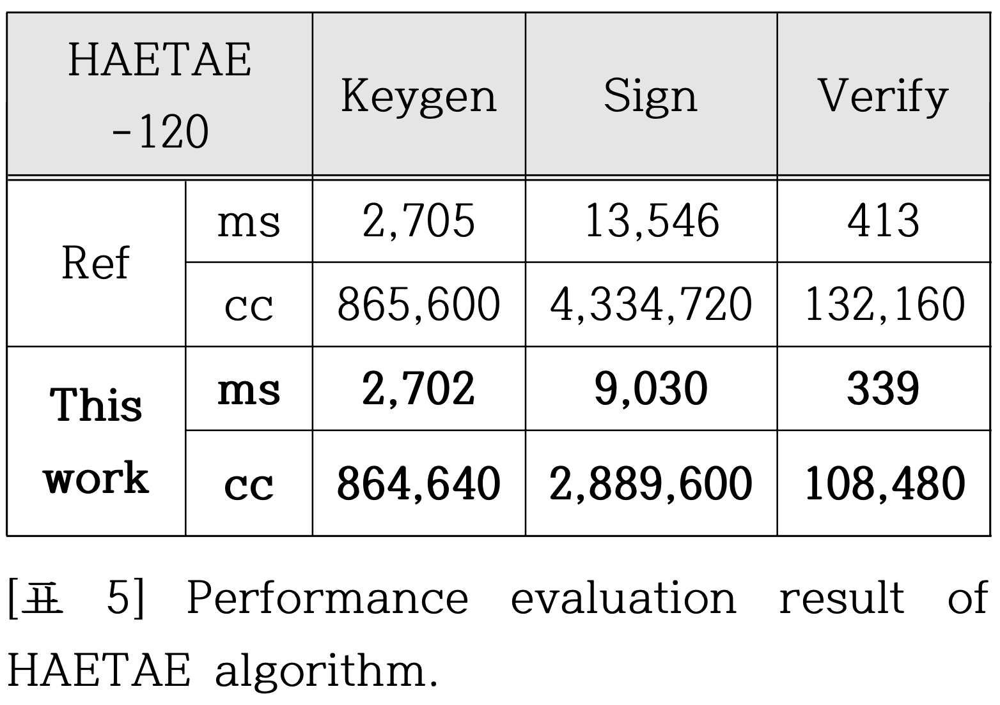 HAETAE
-120
Keygen Sign Verify
Ref ms 2,705 13,546 413
cc 865,600 4,334,720 132,160
This
work
ms 2,702 9,030 339
cc 864,640 2,889,600 108,480
[표 5] Performance evaluation result of
HAETAE algorithm.